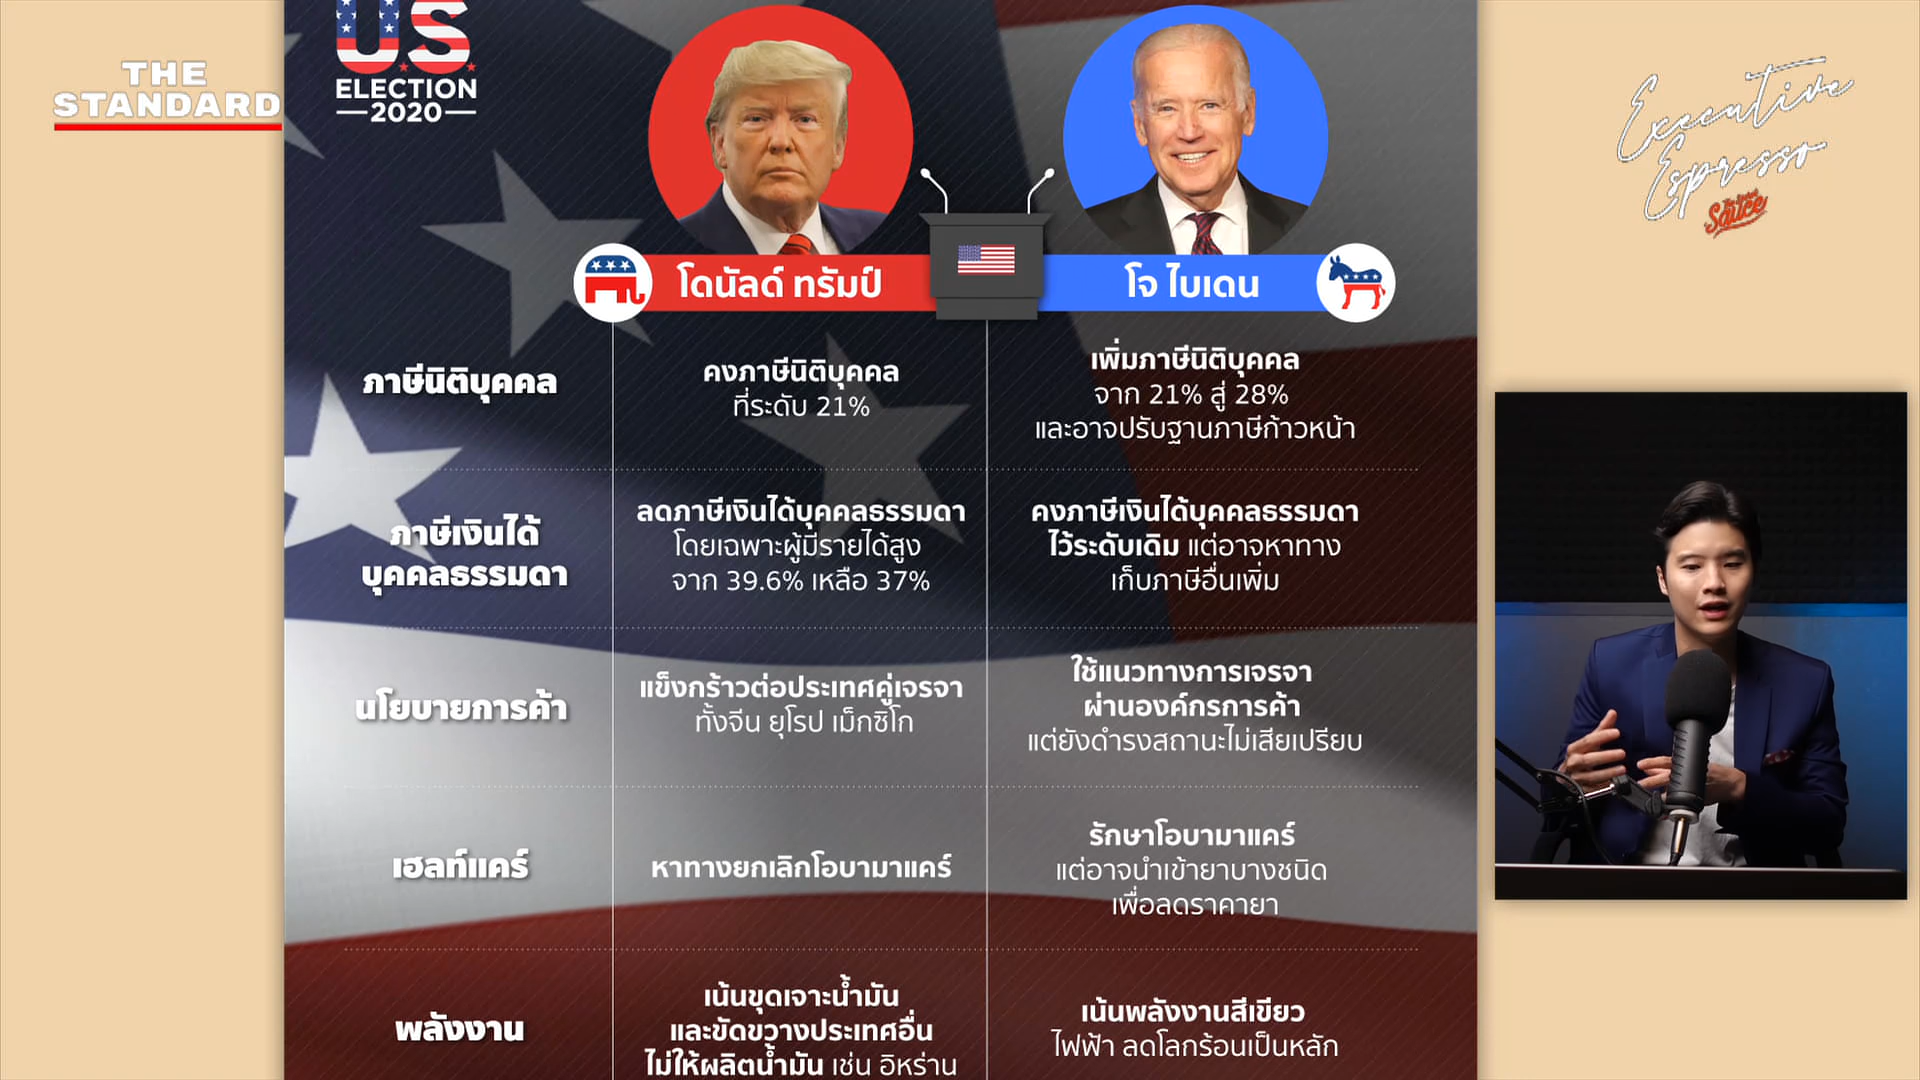 THE
STANDARD
U.S.
ELECTION
2020
Executive
Espresso
The Secret
Sauce
โดนัลด์ ทรัมป์
โจ ไบเดน
ภาษีนิติบุคคล
คงภาษีนิติบุคคล
ที่ระดับ 21%
เพิ่มภาษีนิติบุคคล
จาก 21% สู่ 28%
และอาจปรับฐานภาษีก้าวหน้า
ภาษีเงินได้
บุคคลธรรมดา
ลดภาษีเงินได้บุคคลธรรมดา
โดยเฉพาะผู้มีรายได้สูง
จาก 39.6% เหลือ 37%
คงภาษีเงินได้บุคคลธรรมดา
ไว้ระดับเดิม แต่อาจหาทาง
เก็บภาษีอื่นเพิ่ม
นโยบายการค้า
แข็งกร้าวต่อประเทศคู่เจรจา
ทั้งจีน ยุโรป เม็กซิโก
ใช้แนวทางการเจรจา
ผ่านองค์กรการค้า
แต่ยังดำรงสถานะไม่เสียเปรียบ
เฮลท์แคร์
หาทางยกเลิกโอบามาแคร์
รักษาโอบามาแคร์
แต่อาจนำเข้ายาบางชนิด
เพื่อลดราคายา
พลังงาน
เน้นขุดเจาะน้ำมัน
และขัดขวางประเทศอื่น
ไม่ให้ผลิตน้ำมัน เช่น อิหร่าน
เน้นพลังงานสีเขียว
ไฟฟ้า ลดโลกร้อนเป็นหลัก